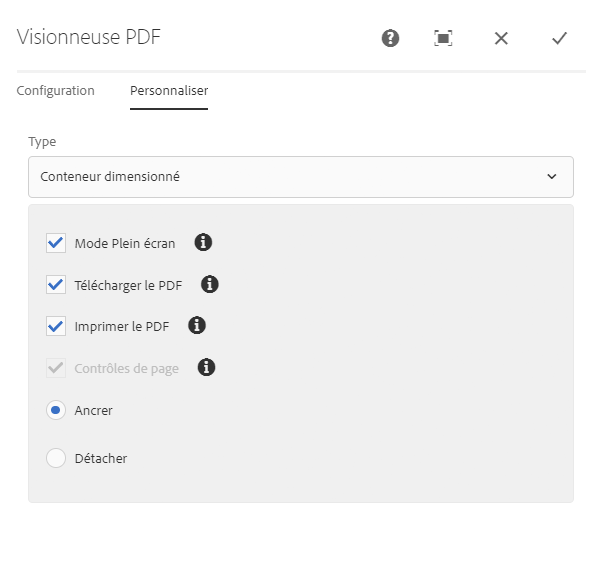 Visionneuse PDF
Configuration
Personnaliser
Type
Conteneur dimensionné
Mode Plein écran
Télécharger le PDF
Imprimer le PDF
Contrôles de page
Ancrer
Détacher